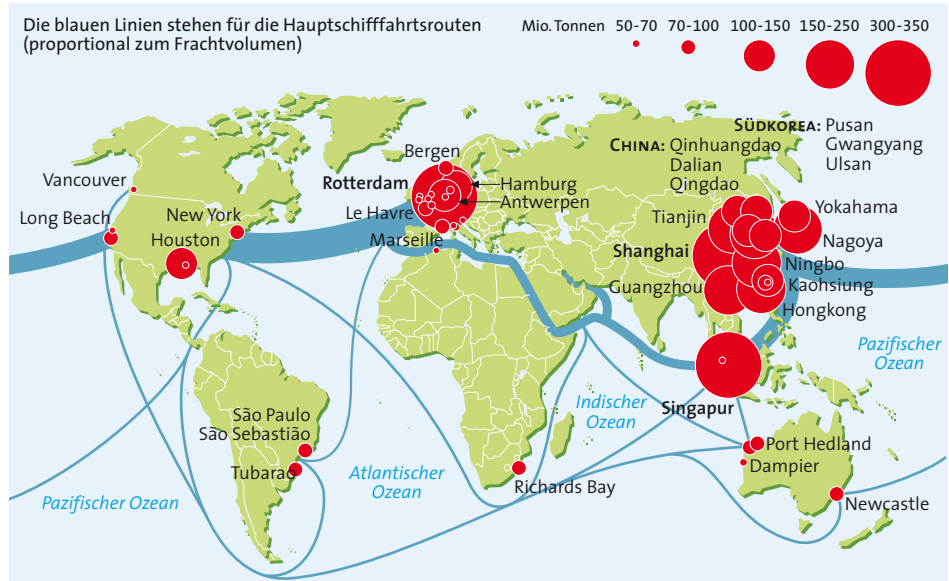 Die blauen Linien stehen für die Hauptschifffahrtsrouten
(proportional zum Frachtvolumen)
Mio. Tonnen 50-70 70-100 100-150 150-250 300-350
SÜDKOREA: Pusan
Gwangyang
Ulsan
CHINA: Qinhuangdao
Dalian
Qingdao
Bergen
Vancouver
Rotterdam
Hamburg
Antwerpen
Long Beach
New York
Le Havre
Houston
Marseille
Tianjin
Yokahama
Nagoya
Shanghai
Ningbo
Guangzhou
Kaohsiung
Hongkong
Pazifischer
Ozean
Singapur
Indischer
Ozean
São Paulo
São Sebastião
Tubarao
Atlantischer
Ozean
Pazifischer Ozean
Richards Bay
Port Hedland
Dampier
Newcastle